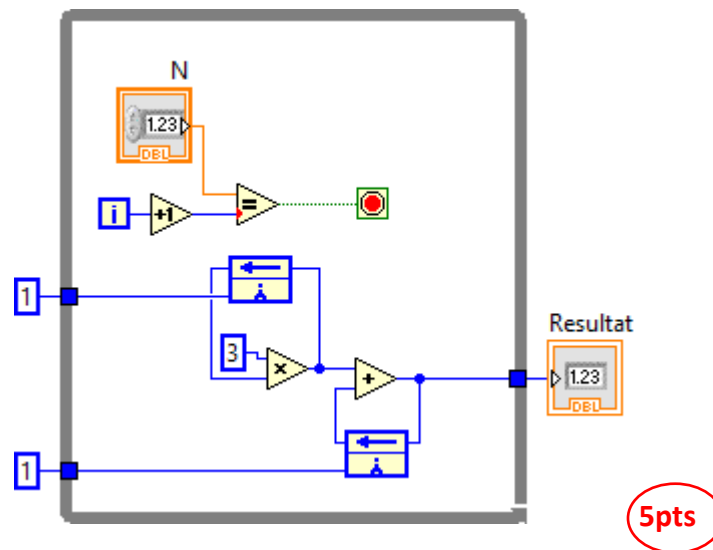 N
1.23
DBL
i
+1
=
1
3
x
+
Resultat
1.23
DBL
1
5pts